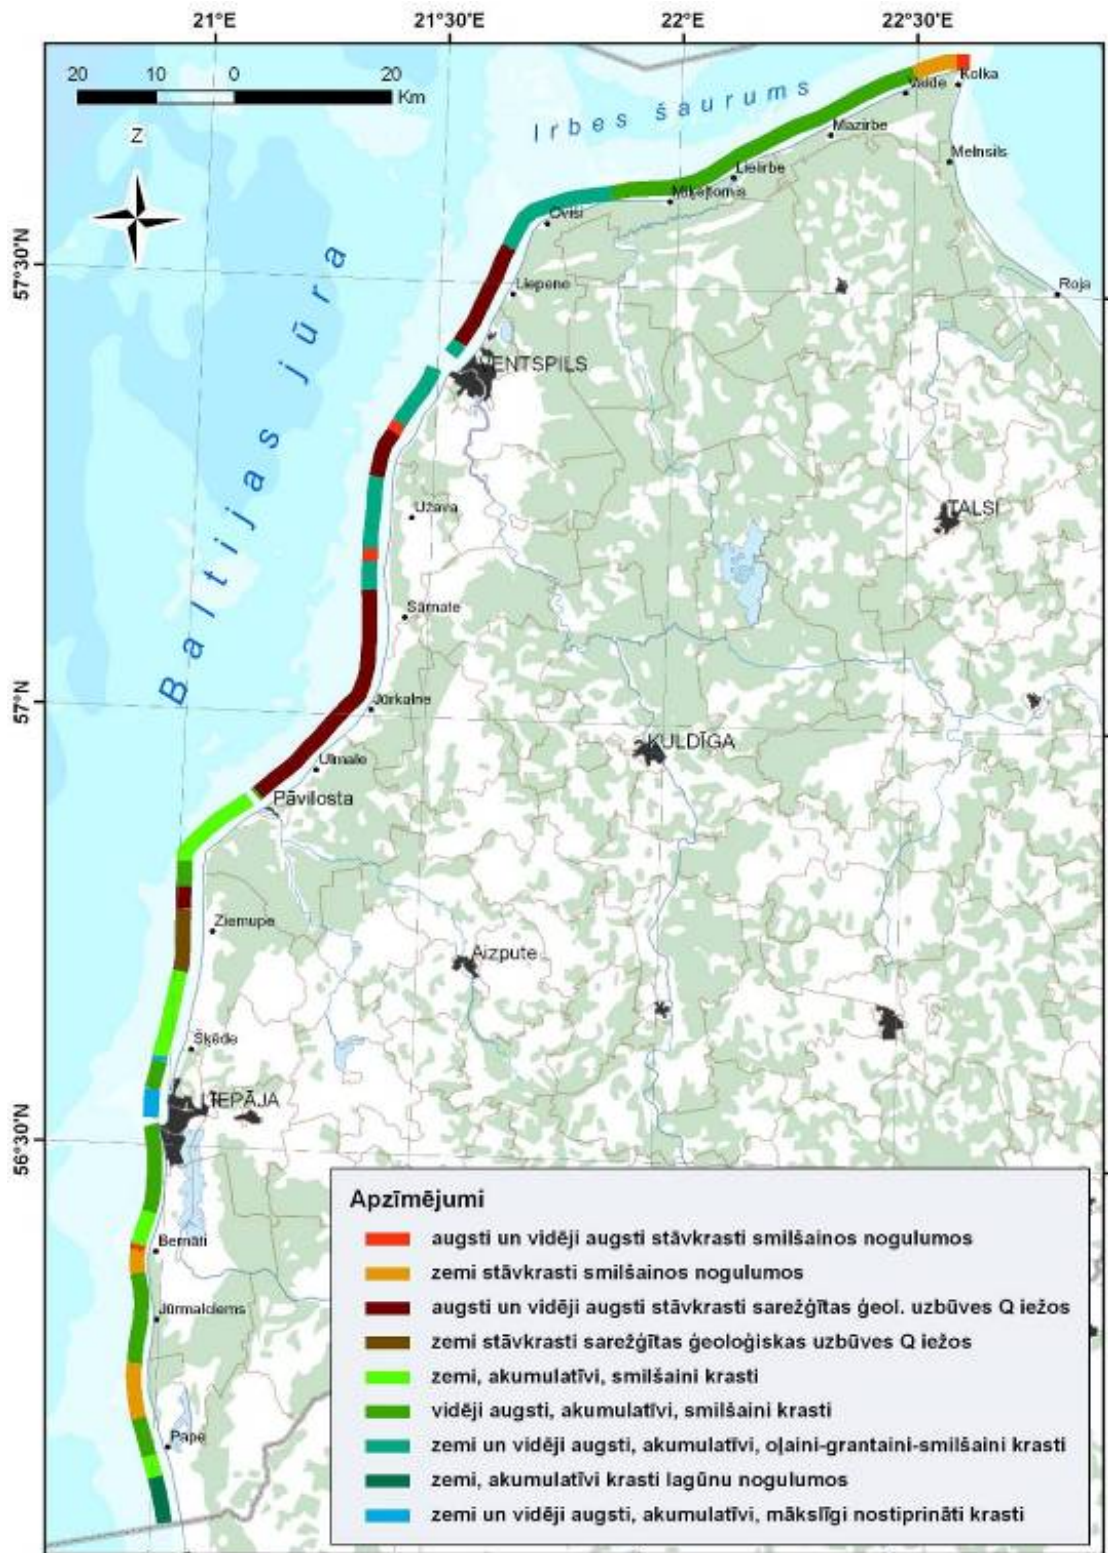 21°E 21°30'E 22°E 22°30'E
20 10 0 20
Km
Z
Irbes šaurums
Kolka
Vaide
Mazirbe
Melnsils
Lielirbe
Miķeļtornis
Ovisi
57°30'N
Liepene
Roja
VENTSPILS
Baltijas jūra
Užava
TALSI
Sārnate
57°N
Jūrkalne
KULDĪGA
Ulmale
Pāvilosta
Ziemupe
Aizpute
Šķēde
LIEPĀJA
56°30'N
Bernāti
Jūrmalciems
Pape
Apzīmējumi
augsti un vidēji augsti stāvkrasti smilšainos nogulumos
zemi stāvkrasti smilšainos nogulumos
augsti un vidēji augsti stāvkrasti sarežģītas ģeol. uzbūves Q iežos
zemi stāvkrasti sarežģītas ģeoloģiskas uzbūves Q iežos
zemi, akumulatīvi, smilšaini krasti
vidēji augsti, akumulatīvi, smilšaini krasti
zemi un vidēji augsti, akumulatīvi, oļaini-grantaini-smilšaini krasti
zemi, akumulatīvi krasti lagūnu nogulumos
zemi un vidēji augsti, akumulatīvi, mākslīgi nostiprināti krasti